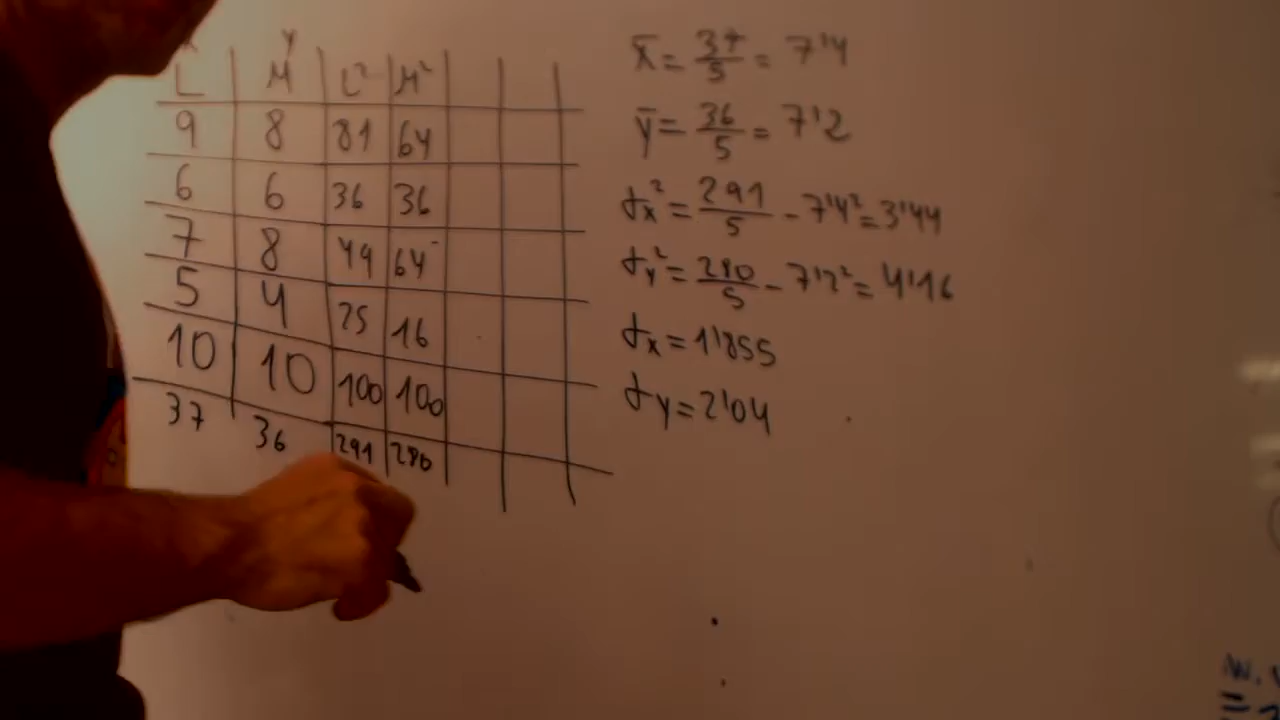 x y
L M L² M²
9 8 81 64
6 6 36 36
7 8 49 64
5 4 25 16
10 10 100 100
37 36 291 280
x̄ = 37/5 = 7'4
ȳ = 36/5 = 7'2
σx² = 291/5 - 7'4² = 3'44
σy² = 280/5 - 7'2² = 4'16
σx = 1'855
σy = 2'04
W.
=